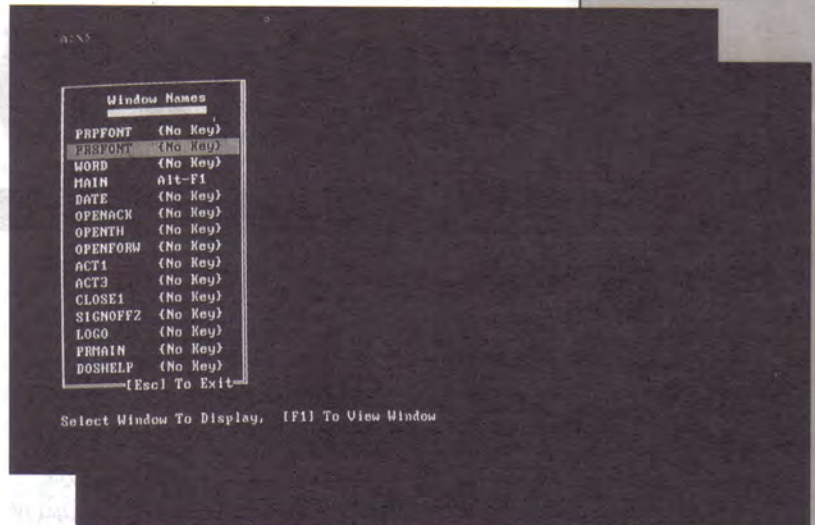 A:\>
Window Names
PRPFONT {No Key}
PRSFONT {No Key}
WORD {No Key}
MAIN Alt-F1
DATE {No Key}
OPENACK {No Key}
OPENTH {No Key}
OPENFORW {No Key}
ACT1 {No Key}
ACT3 {No Key}
CLOSE1 {No Key}
SIGNOFF2 {No Key}
LOGO {No Key}
PRMAIN {No Key}
DOSHELP {No Key}
[Esc] To Exit
Select Window To Display, [F1] To View Window